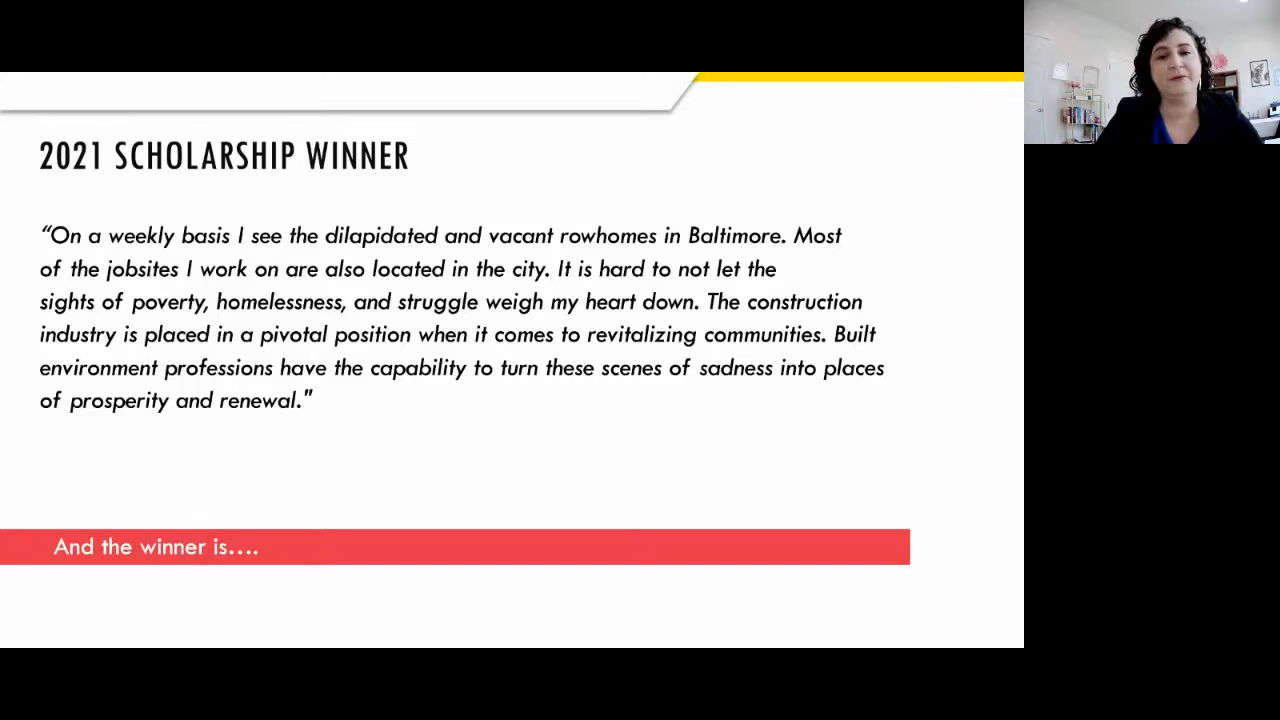 2021 SCHOLARSHIP WINNER
“On a weekly basis I see the dilapidated and vacant rowhomes in Baltimore. Most
of the jobsites I work on are also located in the city. It is hard to not let the
sights of poverty, homelessness, and struggle weigh my heart down. The construction
industry is placed in a pivotal position when it comes to revitalizing communities. Built
environment professions have the capability to turn these scenes of sadness into places
of prosperity and renewal."
And the winner is….